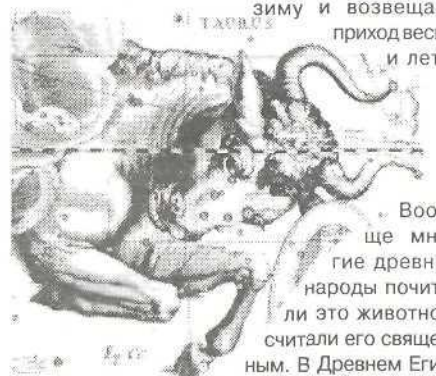 зиму и возвеща
TAURUS
приход вес
и лет
Воо
ще мн
гие древн
народы почит
ли это животно
считали его свяще
ным. В Древнем Еги